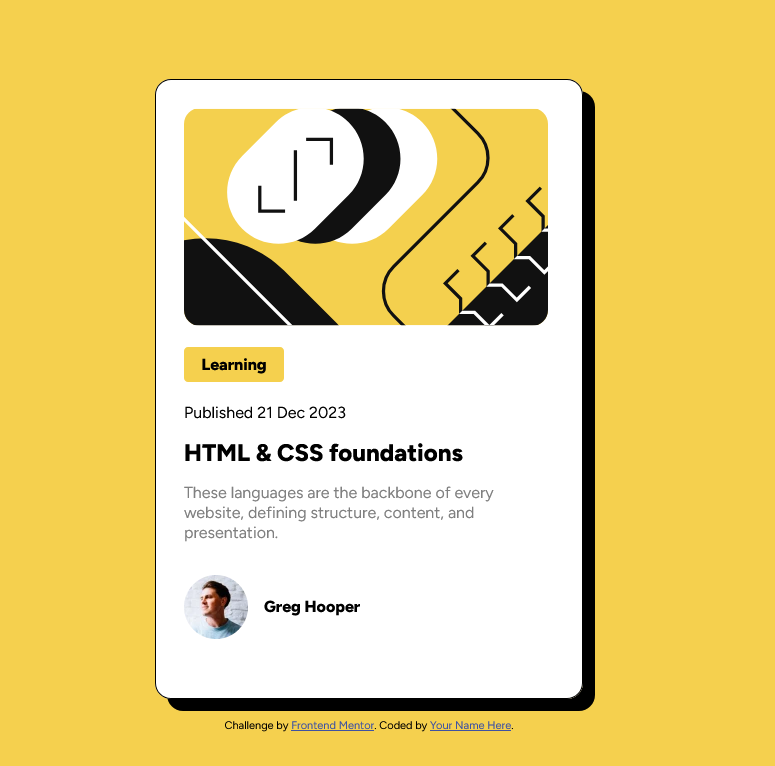 Learning
Published 21 Dec 2023
HTML & CSS foundations
These languages are the backbone of every
website, defining structure, content, and
presentation.
Greg Hooper
Challenge by Frontend Mentor. Coded by Your Name Here.